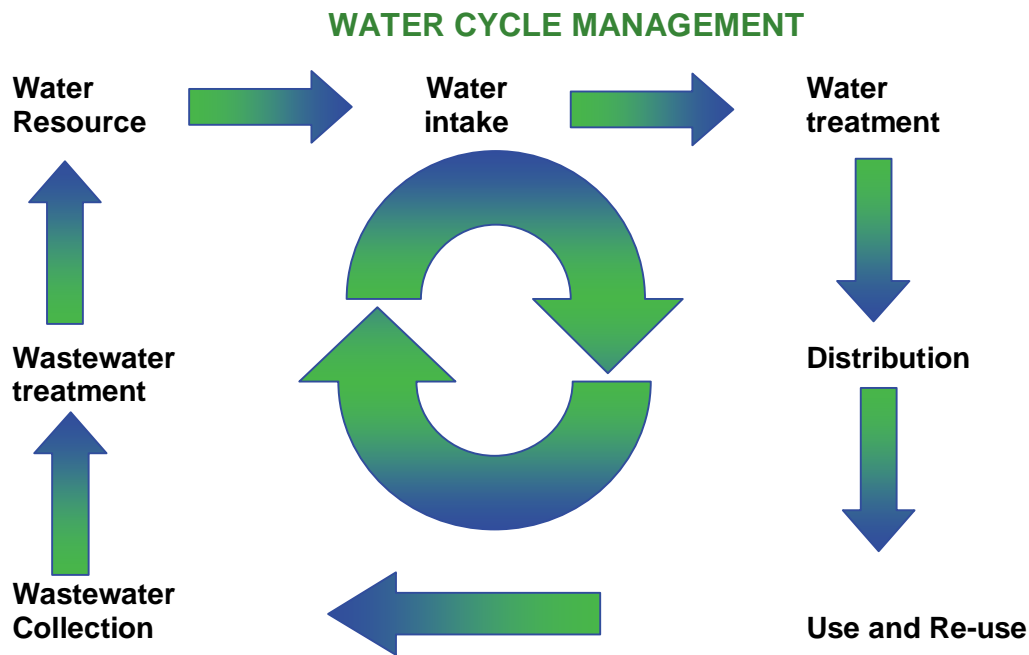 WATER CYCLE MANAGEMENT
Water
Resource
Water
intake
Water
treatment
Wastewater
treatment
Distribution
Wastewater
Collection
Use and Re-use